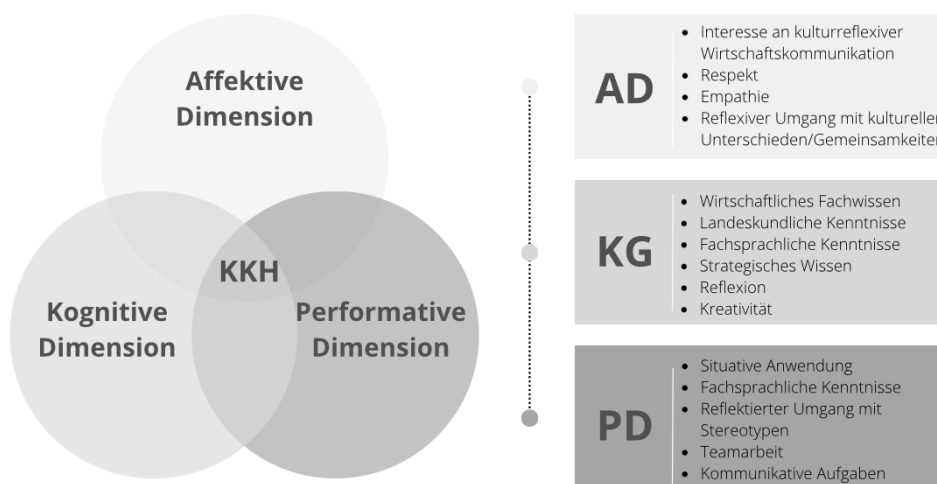 Affektive
Dimension
KKH
Kognitive
Dimension
Performative
Dimension
AD
• Interesse an kulturreflexiver
Wirtschaftskommunikation
• Respekt
• Empathie
• Reflexiver Umgang mit kulturellen
Unterschieden/Gemeinsamkeiten
KG
• Wirtschaftliches Fachwissen
• Landeskundliche Kenntnisse
• Fachsprachliche Kenntnisse
• Strategisches Wissen
• Reflexion
• Kreativität
PD
• Situative Anwendung
• Fachsprachliche Kenntnisse
• Reflektierter Umgang mit
Stereotypen
• Teamarbeit
• Kommunikative Aufgaben